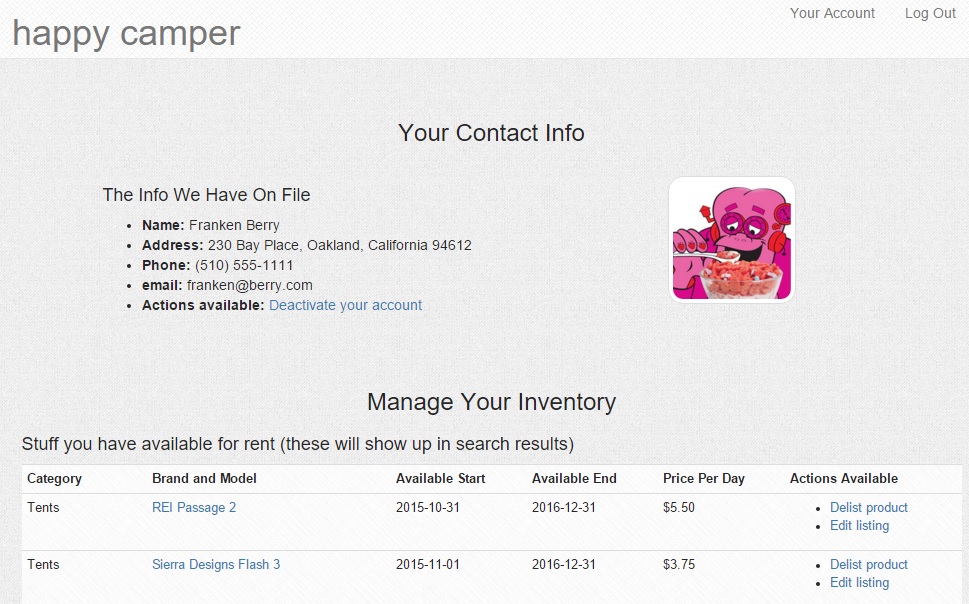 Your Account Log Out
happy camper
Your Contact Info
The Info We Have On File
Name: Franken Berry
Address: 230 Bay Place, Oakland, California 94612
Phone: (510) 555-1111
email: franken@berry.com
Actions available: Deactivate your account
Manage Your Inventory
Stuff you have available for rent (these will show up in search results)
Category Brand and Model Available Start Available End Price Per Day Actions Available
Tents REI Passage 2 2015-10-31 2016-12-31 $5.50 Delist product
Edit listing
Tents Sierra Designs Flash 3 2015-11-01 2016-12-31 $3.75 Delist product
Edit listing